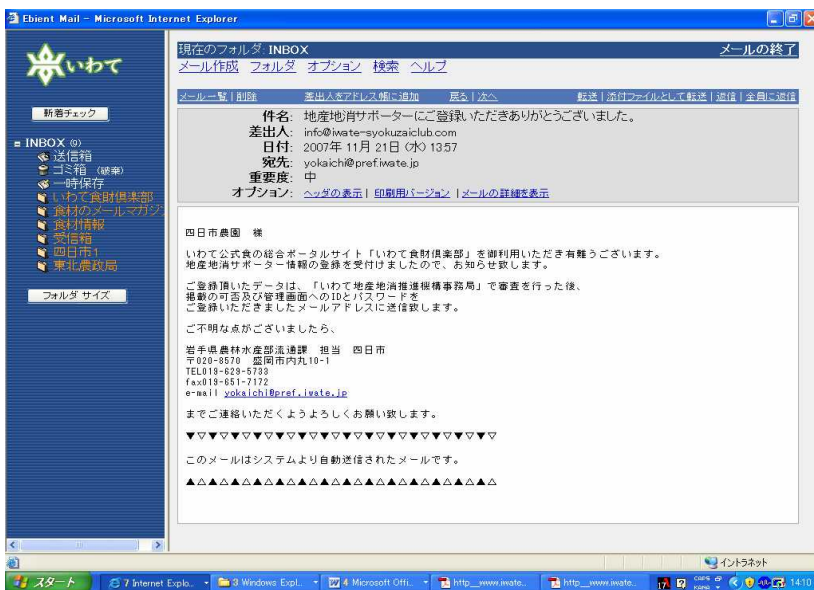 Ebient Mail - Microsoft Internet Explorer
いわて
新着チェック
INBOX (0)
送信箱
ゴミ箱 (破棄)
一時保存
いわて食財倶楽部
食材のメールマガジ
食材情報
受信箱
四日市1
東北農政局
フォルダ サイズ
現在のフォルダ: INBOX メールの終了
メール作成 フォルダ オプション 検索 ヘルプ
メール一覧 | 削除 差出人をアドレス帳に追加 戻る | 次へ 転送 | 添付ファイルとして転送 | 返信 | 全員に返信
件名: 地産地消サポーターにご登録いただきありがとうございました。
差出人: info@iwate-syokuzaiclub.com
日付: 2007年 11月 21日 (水) 13:57
宛先: yokaichi@pref.iwate.jp
重要度: 中
オプション: ヘッダの表示 | 印刷用バージョン | メールの詳細を表示
四日市農園 様
いわて公式食の総合ポータルサイト「いわて食財倶楽部」を御利用いただき有難うございます。
地産地消サポーター情報の登録を受付けましたので、お知らせ致します。
ご登録頂いたデータは、「いわて地産地消推進機構事務局」で審査を行った後、
掲載の可否及び管理画面へのIDとパスワードを
ご登録いただきましたメールアドレスに送信致します。
ご不明な点がございましたら、
岩手県農林水産部流通課 担当 四日市
〒020-8570 盛岡市内丸10-1
TEL019-629-5733
fax019-651-7172
e-mail yokaichi@pref.iwate.jp
までご連絡いただくようよろしくお願い致します。
▼▽▼▽▼▽▼▽▼▽▼▽▼▽▼▽▼▽▼▽▼▽▼▽▼▽▼▽
このメールはシステムより自動送信されたメールです。
▲△▲△▲△▲△▲△▲△▲△▲△▲△▲△▲△▲△▲△▲△
イントラネット
スタート 7 Internet Explo... 3 Windows Expl... 4 Microsoft Offi... http__www.iwate... http__www.iwate... 17 CAPS KANA 14:10